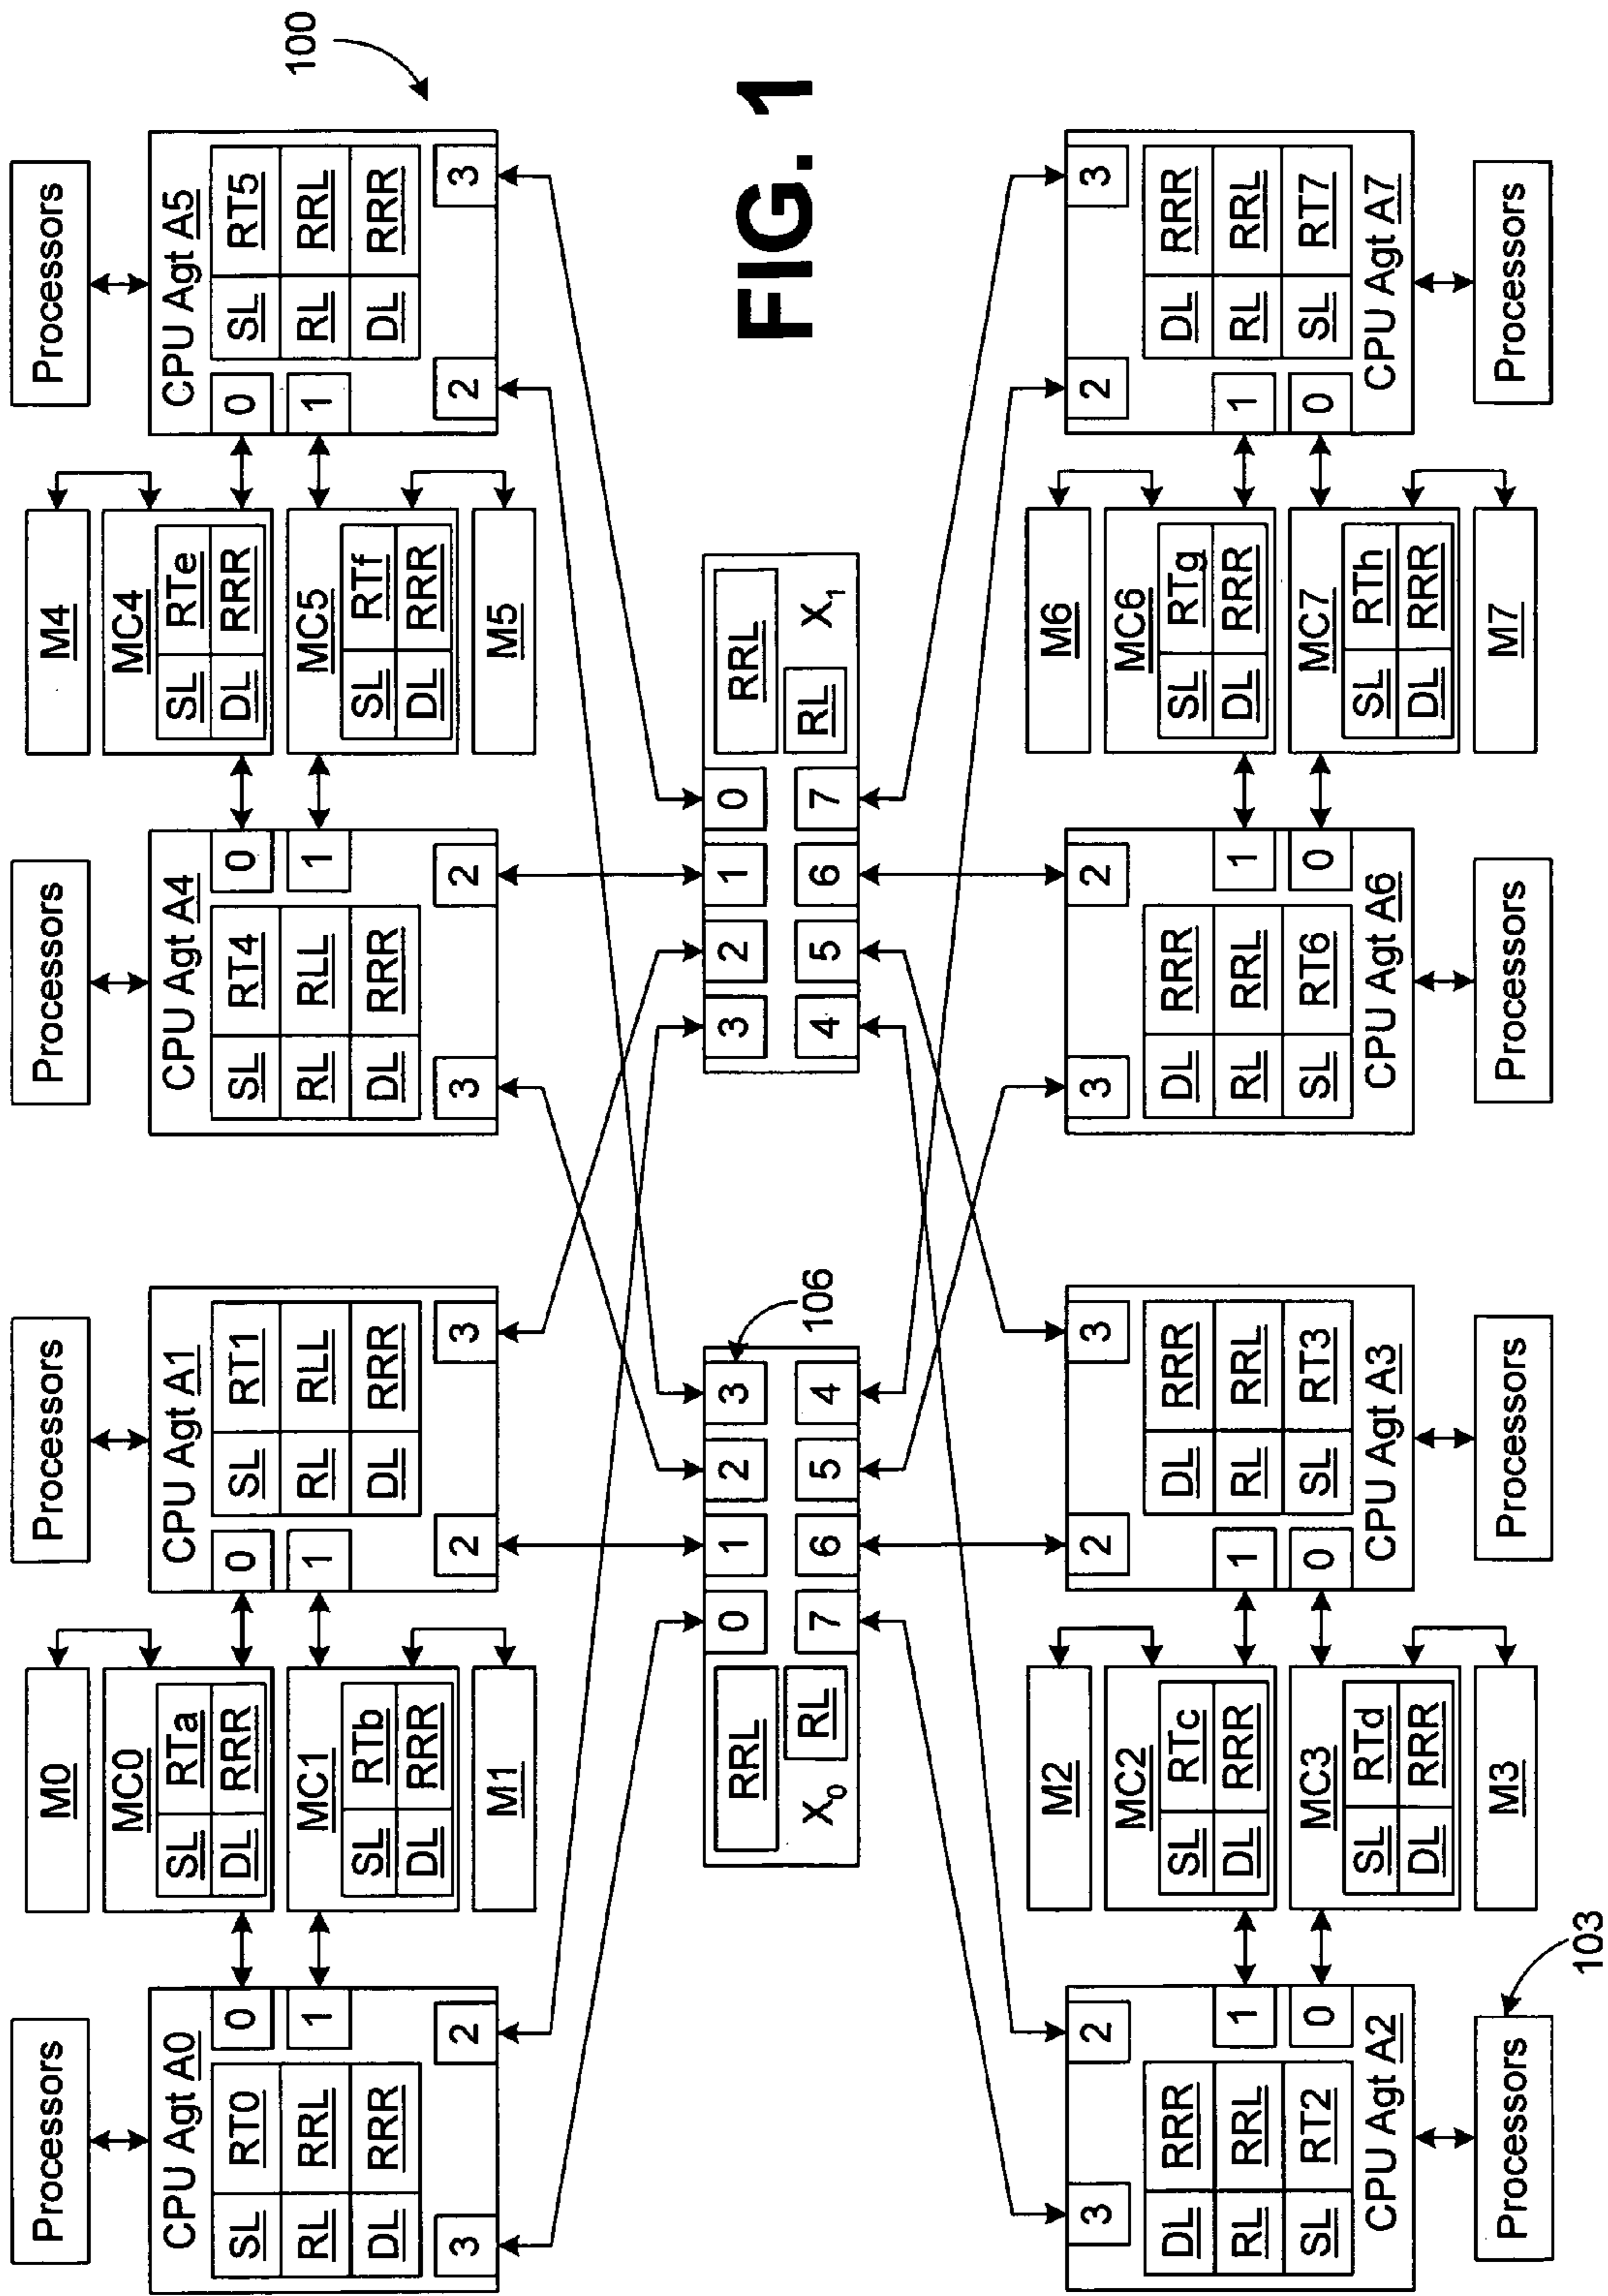 100
Processors
CPU Agt A0
SL RT0
RL RRL
DL RRR
0
1
3
2
M0
MC0
SL RTa
DL RRR
MC1
SL RTb
DL RRR
M1
Processors
CPU Agt A1
0
1
SL RT1
RL RLL
DL RRR
2
3
Processors
CPU Agt A4
SL RT4
RL RLL
DL RRR
0
1
3
2
M4
MC4
SL RTe
DL RRR
MC5
SL RTf
DL RRR
M5
Processors
CPU Agt A5
0
1
SL RT5
RL RRL
DL RRR
2
3
RRL
X0 RL
0 1 2 3
7 6 5 4
106
3 2 1 0
4 5 6 7
RRL
RL X1
FIG. 1
3
2
DL RRR
RL RRL
SL RT2
1
0
CPU Agt A2
Processors
103
M2
MC2
SL RTc
DL RRR
MC3
SL RTd
DL RRR
M3
2
3
1
0
DL RRR
RL RRL
SL RT3
CPU Agt A3
Processors
3
2
DL RRR
RL RRL
SL RT6
1
0
CPU Agt A6
Processors
M6
MC6
SL RTg
DL RRR
MC7
SL RTh
DL RRR
M7
2
3
1
0
DL RRR
RL RRL
SL RT7
CPU Agt A7
Processors